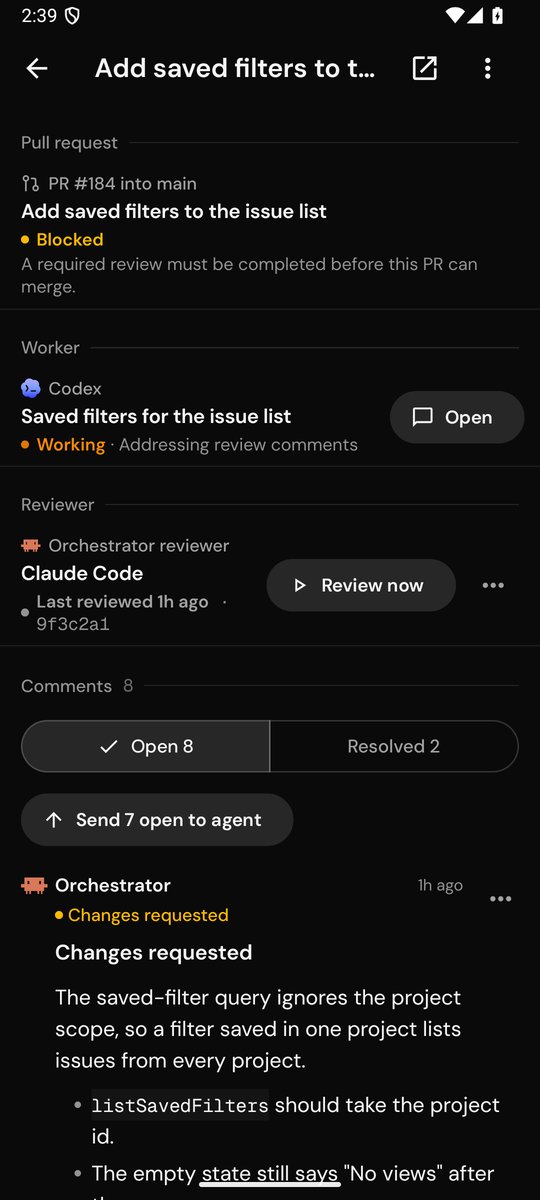 2:39
Add saved filters to t...
Pull request
PR #184 into main
Add saved filters to the issue list
Blocked
A required review must be completed before this PR can
merge.
Worker
Codex
Saved filters for the issue list
Working · Addressing review comments
Open
Reviewer
Orchestrator reviewer
Claude Code
Last reviewed 1h ago ·
9f3c2a1
Review now
Comments 8
Open 8
Resolved 2
Send 7 open to agent
Orchestrator
1h ago
Changes requested
Changes requested
The saved-filter query ignores the project
scope, so a filter saved in one project lists
issues from every project.
• listSavedFilters should take the project
id.
• The empty state still says "No views" after